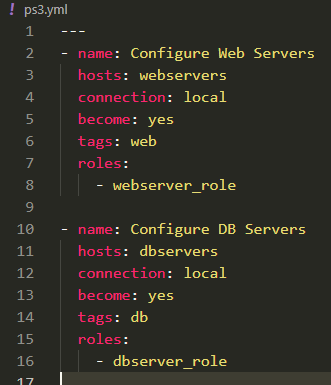 ! ps3.yml
1 ---
2 - name: Configure Web Servers
3   hosts: webservers
4   connection: local
5   become: yes
6   tags: web
7   roles:
8     - webserver_role
9
10 - name: Configure DB Servers
11   hosts: dbservers
12   connection: local
13   become: yes
14   tags: db
15   roles:
16     - dbserver_role
17